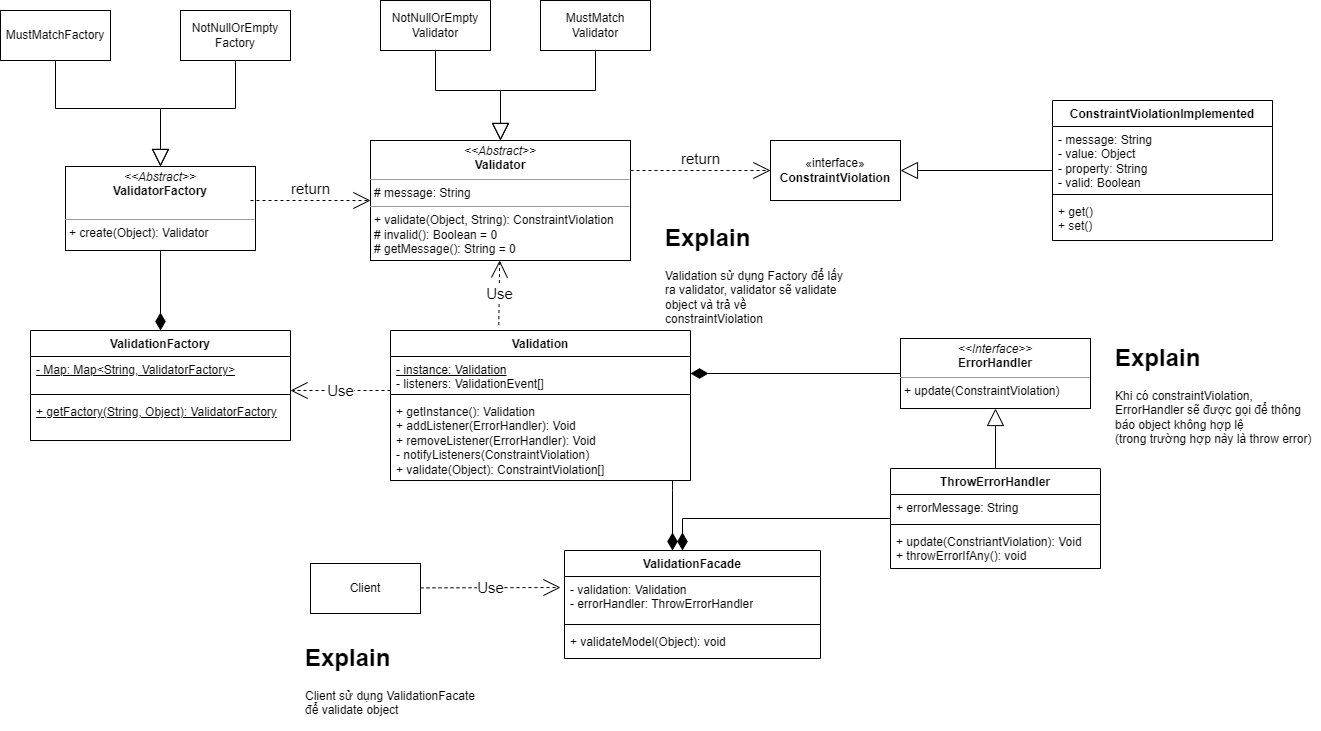 MustMatchFactory
NotNullOrEmpty
Factory
NotNullOrEmpty
Validator
MustMatch
Validator
<<Abstract>>
ValidatorFactory
+ create(Object): Validator
return
<<Abstract>>
Validator
# message: String
+ validate(Object, String): ConstraintViolation
# invalid(): Boolean = 0
# getMessage(): String = 0
return
«interface»
ConstraintViolation
ConstraintViolationImplemented
- message: String
- value: Object
- property: String
- valid: Boolean
+ get()
+ set()
Explain
Validation sử dụng Factory để lấy
ra validator, validator sẽ validate
object và trả về
constraintViolation
Use
ValidationFactory
- Map: Map<String, ValidatorFactory>
+ getFactory(String, Object): ValidatorFactory
Use
Validation
- instance: Validation
- listeners: ValidationEvent[]
+ getInstance(): Validation
+ addListener(ErrorHandler): Void
+ removeListener(ErrorHandler): Void
- notifyListeners(ConstraintViolation)
+ validate(Object): ConstraintViolation[]
<<Interface>>
ErrorHandler
+ update(ConstraintViolation)
Explain
Khi có constraintViolation,
ErrorHandler sẽ được gọi để thông
báo object không hợp lệ
(trong trường hợp này là throw error)
ThrowErrorHandler
+ errorMessage: String
+ update(ConstriantViolation): Void
+ throwErrorIfAny(): void
Client
Use
ValidationFacade
- validation: Validation
- errorHandler: ThrowErrorHandler
+ validateModel(Object): void
Explain
Client sử dụng ValidationFacate
để validate object